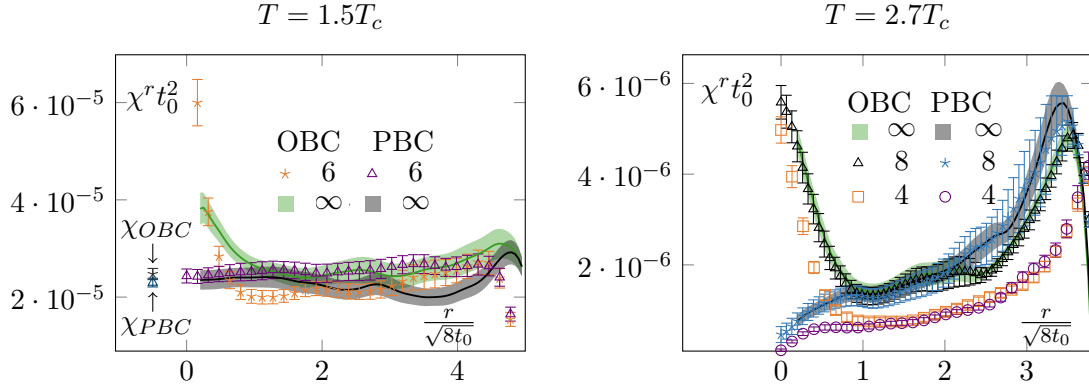 T = 1.5T_c
χ^r t_0^2
6 · 10^{-5}
4 · 10^{-5}
2 · 10^{-5}
OBC PBC
6 6
∞ ∞
χ_{OBC}
χ_{PBC}
r/√8t_0
0 2 4
T = 2.7T_c
χ^r t_0^2
6 · 10^{-6}
4 · 10^{-6}
2 · 10^{-6}
OBC PBC
∞ ∞
8 8
4 4
r/√8t_0
0 1 2 3